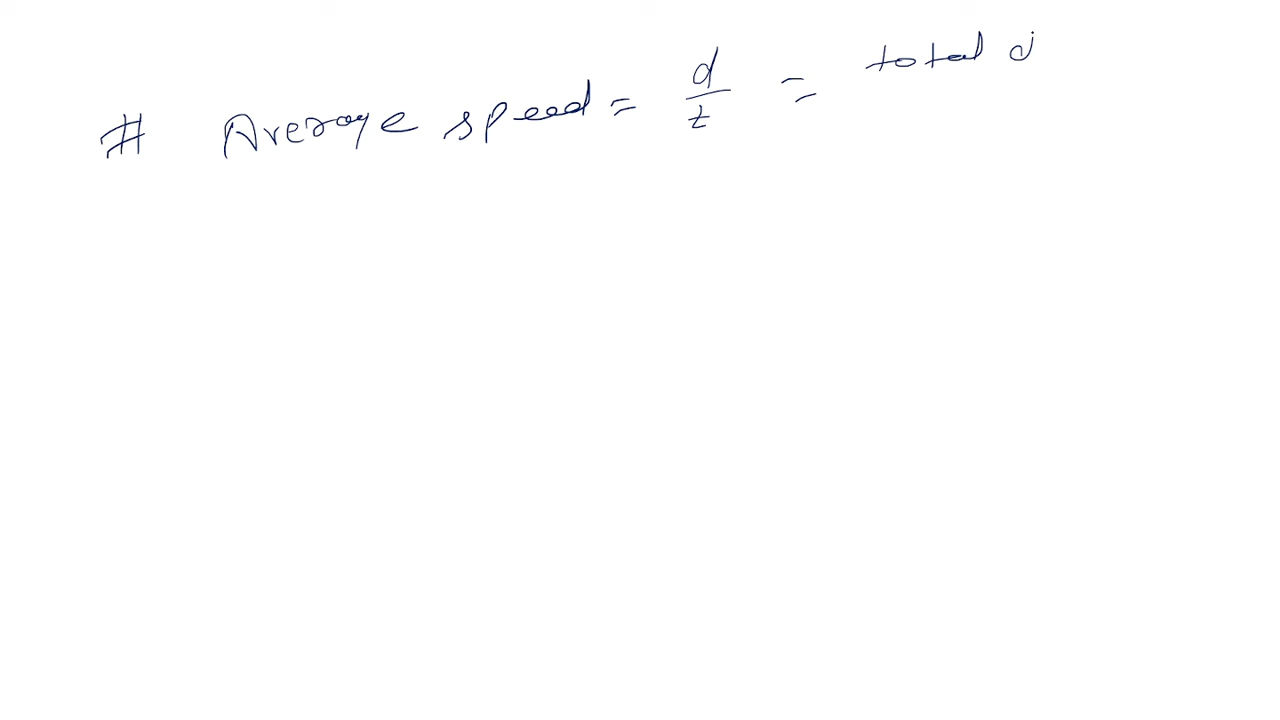 # Average speed = d/t = total